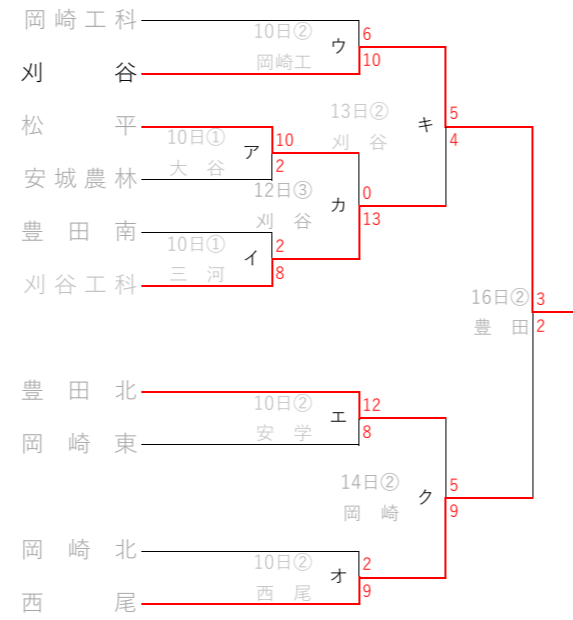 岡崎工科
10日② ウ 6
刈谷
岡崎工 10
13日② キ 5
松平
刈谷 4
10日① ア 10
大谷 2
安城農林
12日③ カ 0
刈谷 13
豊田南
10日① イ 2
三河 8
刈谷工科
16日② 3
豊田 2
豊田北
10日② エ 12
安学 8
岡崎東
14日② ク 5
岡崎 9
岡崎北
10日② オ 2
西尾 9
西尾